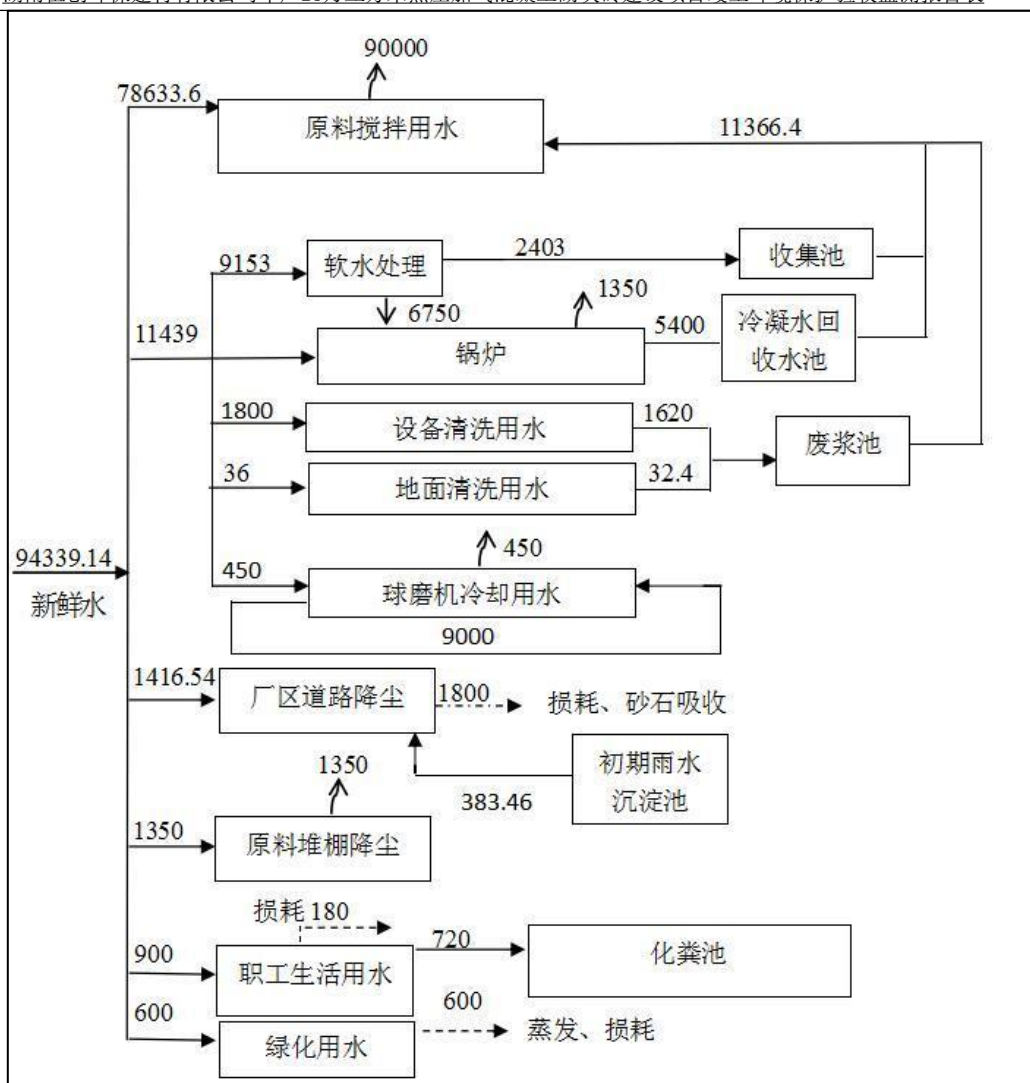 90000
78633.6
原料搅拌用水
11366.4
9153
软水处理
2403
收集池
6750
1350
11439
锅炉
5400
冷凝水回
收水池
1800
设备清洗用水
1620
废浆池
36
地面清洗用水
32.4
94339.14
新鲜水
450
450
球磨机冷却用水
9000
1416.54
厂区道路降尘
1800
损耗、砂石吸收
383.46
初期雨水
沉淀池
1350
1350
原料堆棚降尘
损耗 180
900
职工生活用水
720
化粪池
600
绿化用水
600
蒸发、损耗